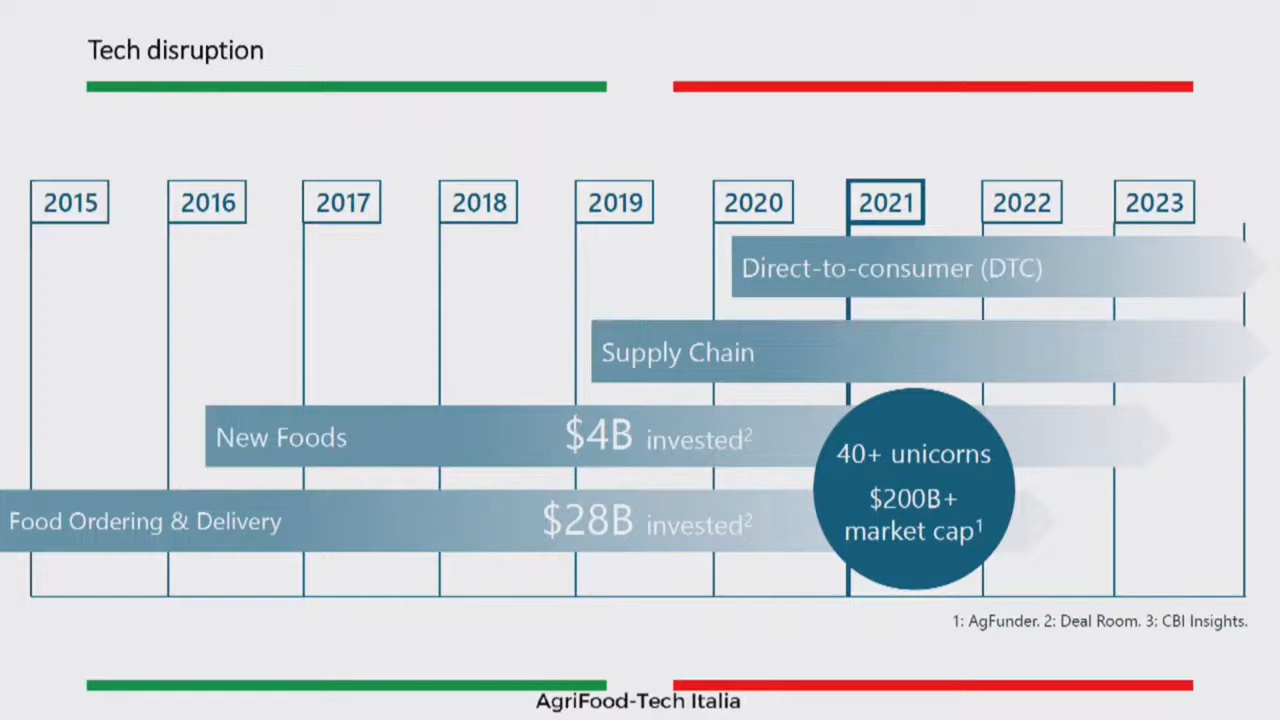 Tech disruption
2015 2016 2017 2018 2019 2020 2021 2022 2023
Direct-to-consumer (DTC)
Supply Chain
New Foods $4B invested²
Food Ordering & Delivery $28B invested²
40+ unicorns
$200B+
market cap¹
1: AgFunder. 2: Deal Room. 3: CBI Insights.
AgriFood-Tech Italia